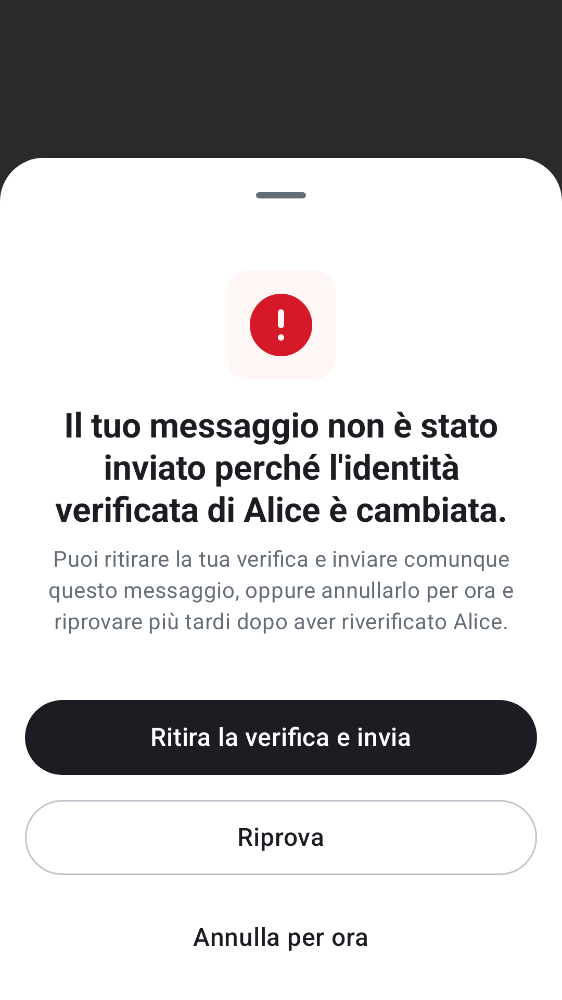 Il tuo messaggio non è stato
inviato perché l'identità
verificata di Alice è cambiata.
Puoi ritirare la tua verifica e inviare comunque
questo messaggio, oppure annullarlo per ora e
riprovare più tardi dopo aver riverificato Alice.
Ritira la verifica e invia
Riprova
Annulla per ora